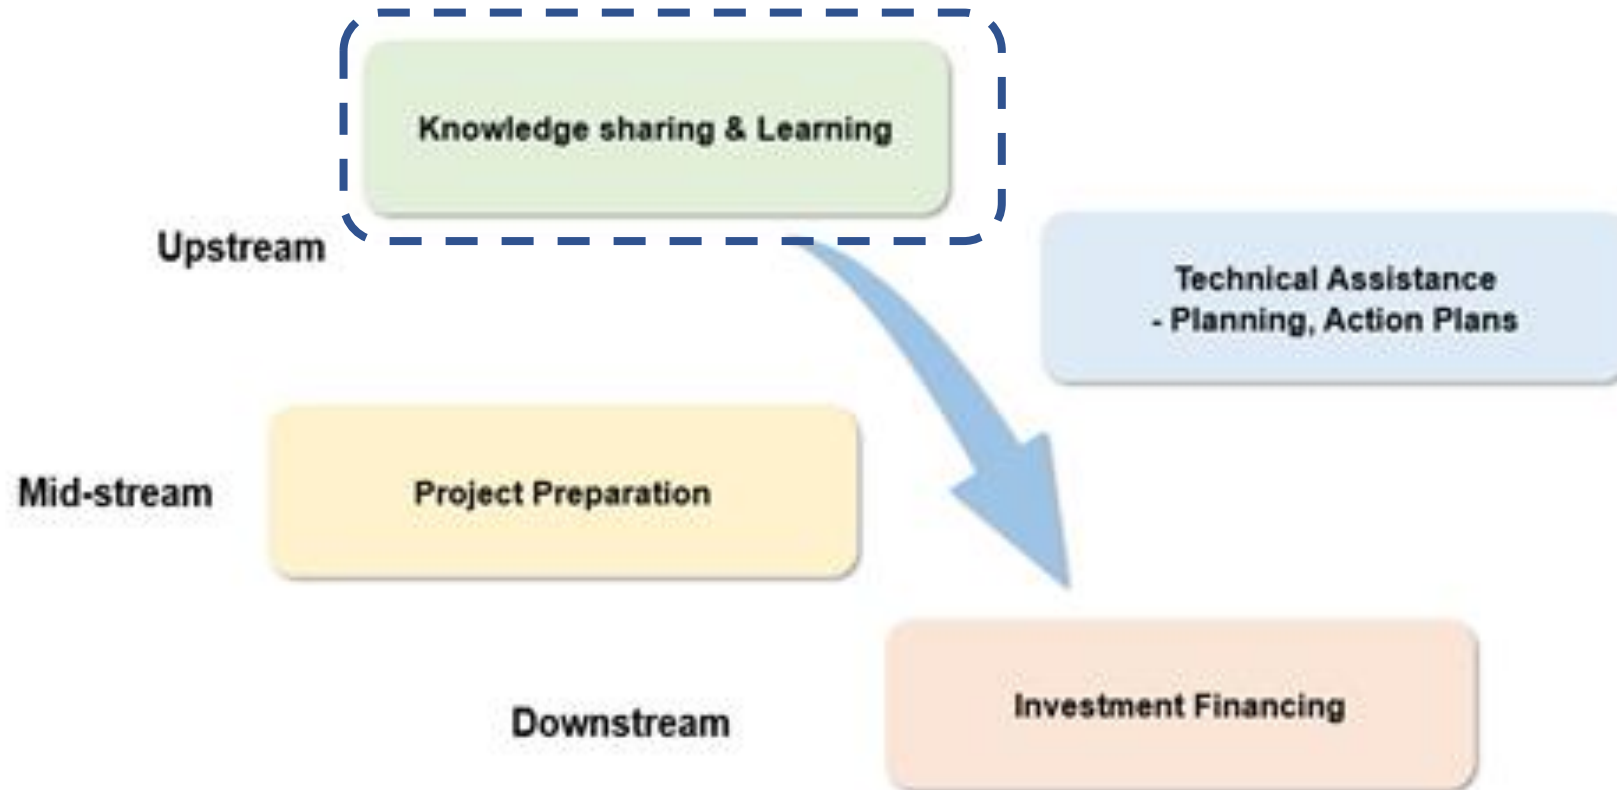 Knowledge sharing & Learning
Upstream
Technical Assistance
- Planning, Action Plans
Mid-stream
Project Preparation
Investment Financing
Downstream